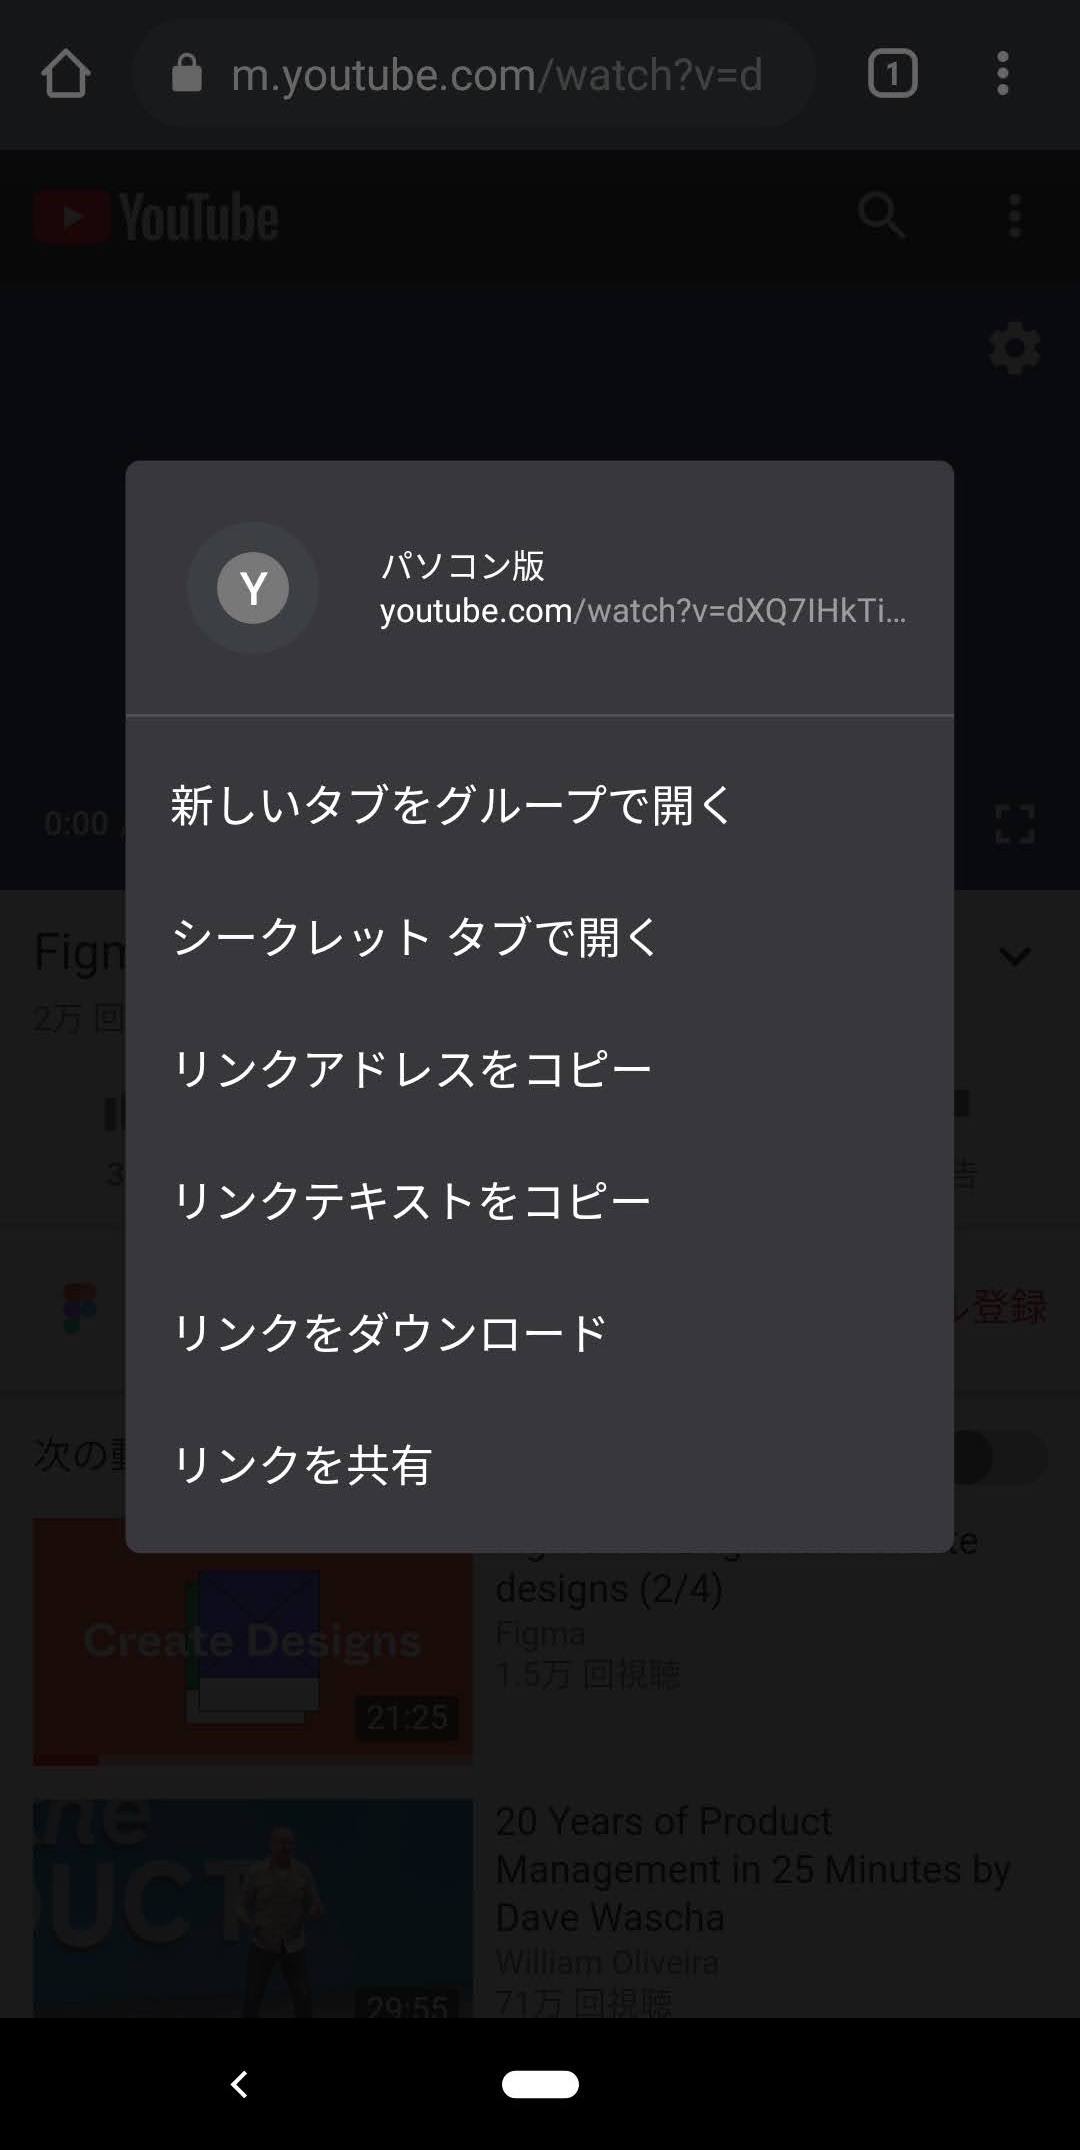 m.youtube.com/watch?v=d
1
YouTube
Y
パソコン版
youtube.com/watch?v=dXQ7IHkTi...
新しいタブをグループで開く
0:00
シークレット タブで開く
2万 回
リンクアドレスをコピー
リンクテキストをコピー
告
ル登録
リンクをダウンロード
次の
リンクを共有
designs (2/4)
Create Designs
Figma
1.5万 回視聴
21:25
20 Years of Product
Management in 25 Minutes by
Dave Wascha
William Oliveira
71万 回視聴
29:55